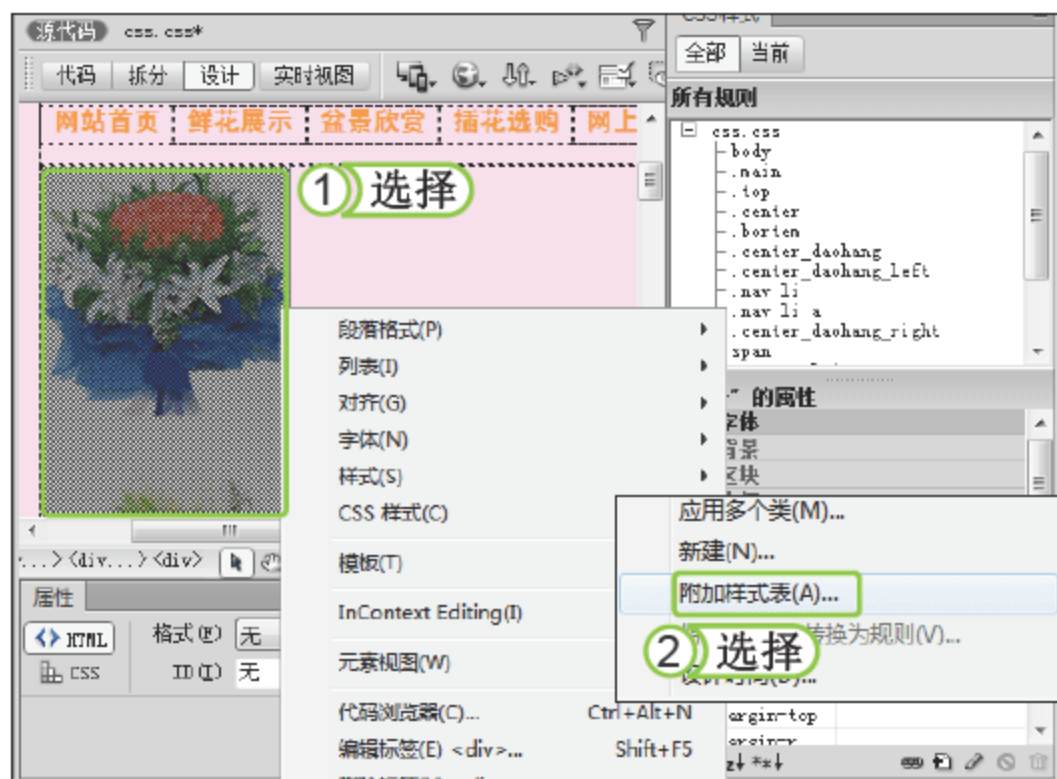 源代码 css.css*
CSS样式
代码 拆分 设计 实时视图
全部 当前
所有规则
网站首页 鲜花展示 盆景欣赏 插花选购 网上
css.css
body
.main
.top
.center
.borten
.center_daohang
.center_daohang_left
.nav li
.nav li a
.center_daohang_right
span
1 选择
段落格式(P)
列表(I)
对齐(G)
字体(N)
样式(S)
CSS 样式(C)
模板(T)
InContext Editing(I)
元素视图(W)
代码浏览器(C)... Ctrl+Alt+N
编辑标签(E) <div>... Shift+F5
” 的属性
字体
背景
区块
应用多个类(M)...
新建(N)...
附加样式表(A)...
转换为规则(V)...
2 选择
...><div...><div>
属性
<> HTML 格式(F) 无
CSS ID(I) 无
argin-top